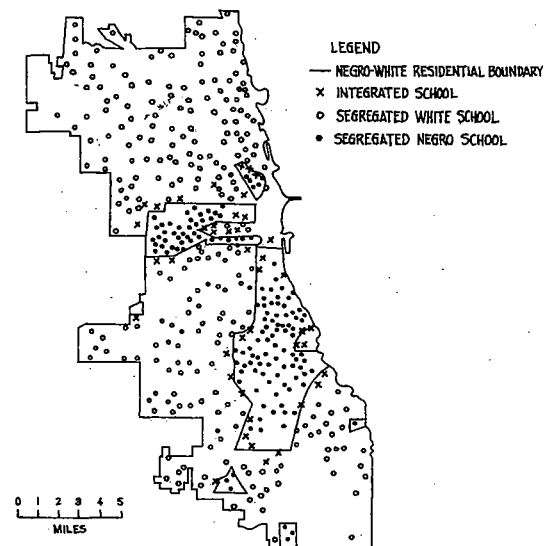 LEGEND
NEGRO-WHITE RESIDENTIAL BOUNDARY
INTEGRATED SCHOOL
SEGREGATED WHITE SCHOOL
SEGREGATED NEGRO SCHOOL
0 1 2 3 4 5
MILES